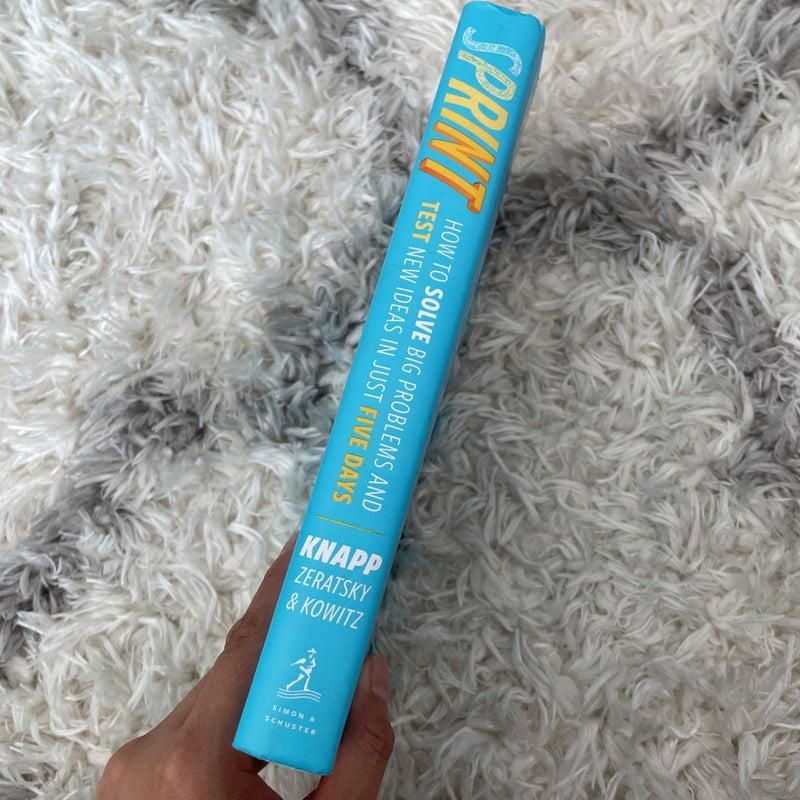 SPRINT
HOW TO SOLVE BIG PROBLEMS AND
TEST NEW IDEAS IN JUST FIVE DAYS
KNAPP
ZERATSKY
& KOWITZ
SIMON &
SCHUSTER